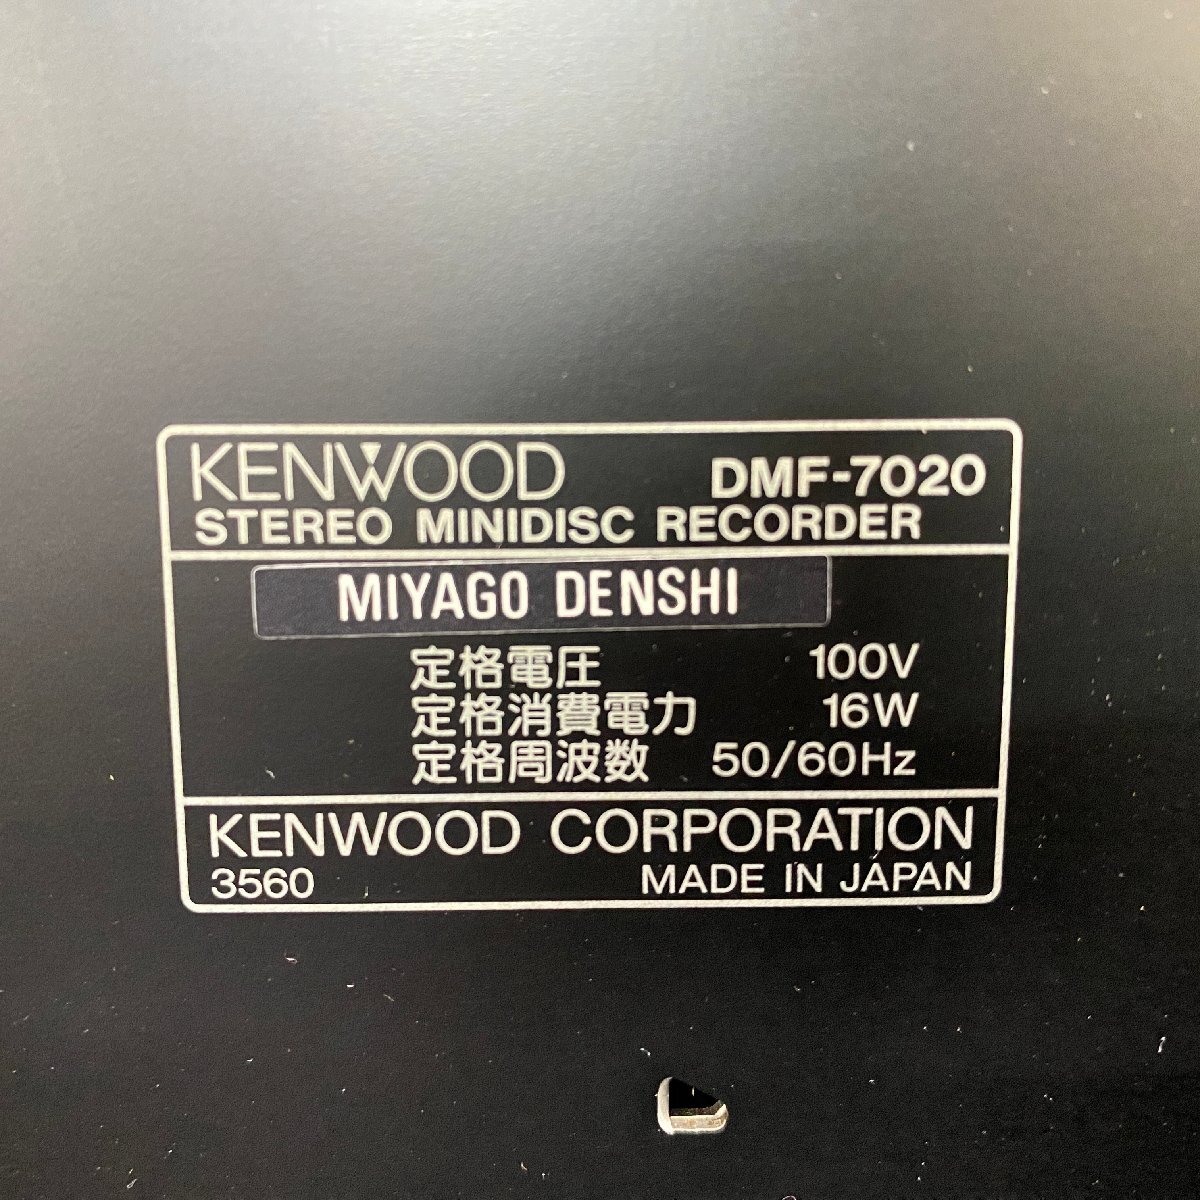 KENWOOD DMF-7020
STEREO MINIDISC RECORDER
MIYAGO DENSHI
定格電圧 100V
定格消費電力 16W
定格周波数 50/60Hz
KENWOOD CORPORATION
3560 MADE IN JAPAN